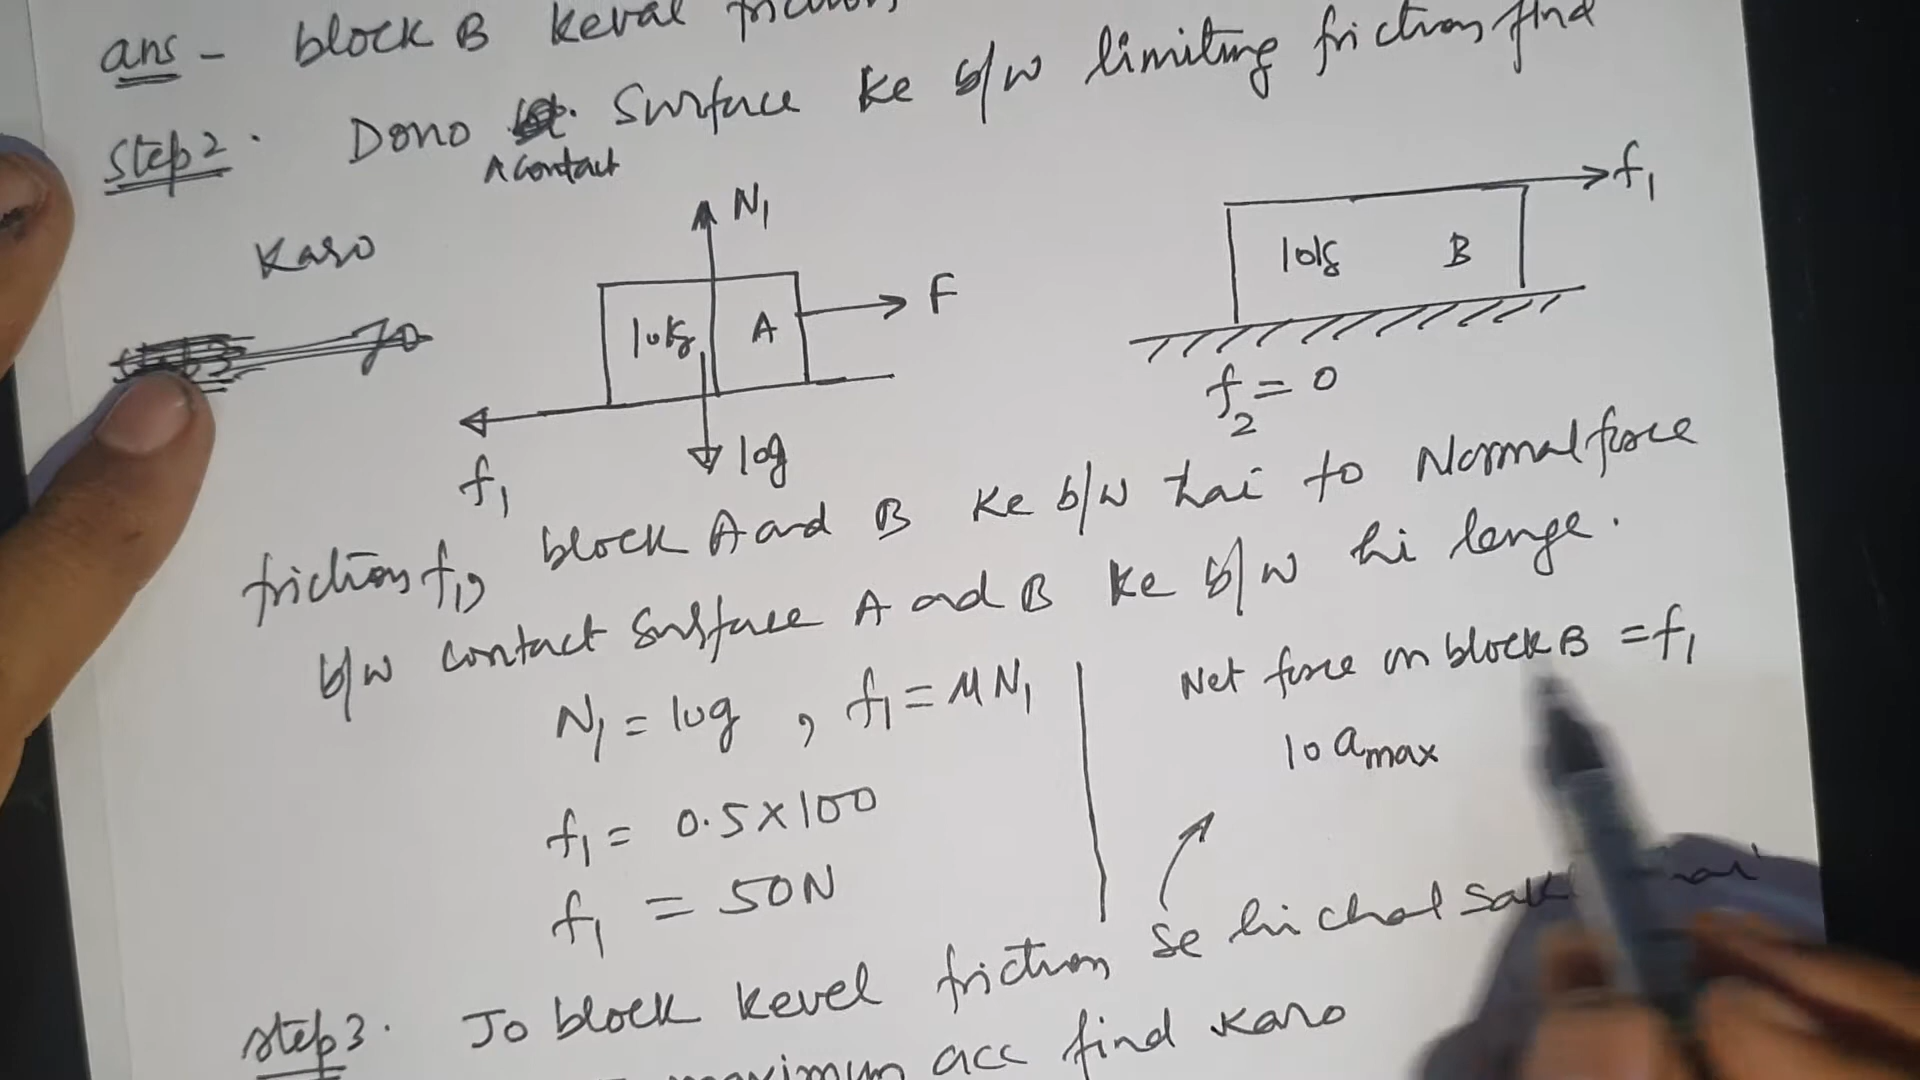 ans - block B keval friction
Step 2. Dono Surface ke b/w limiting friction find
^ contact
Karo
N1
10kg A
F
f1
10g
f1
10kg B
f2 = 0
friction f1, block A and B ke b/w hai to Normal force
b/w contact surface A and B ke b/w hi lenge.
N1 = 10g , f1 = μN1
f1 = 0.5 × 100
f1 = 50N
Net force on block B = f1
10 amax
Step 3. Jo block kevel friction se hi chal sak
maximum acc find karo